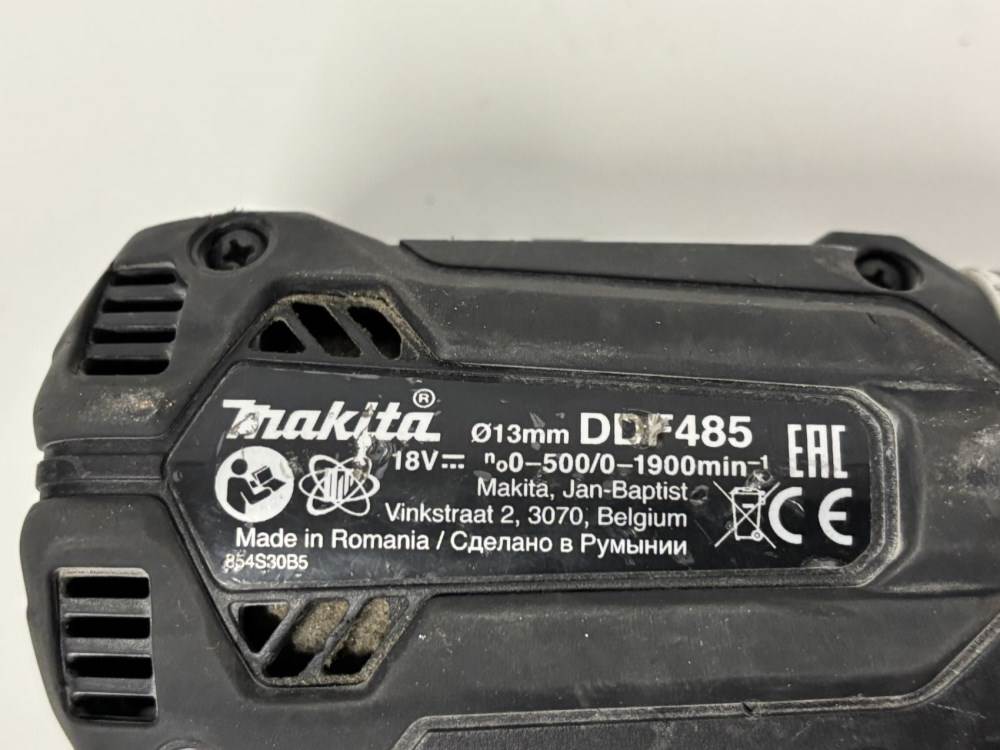 makita®
Ø13mm DDF485
18V⎓ n₀0–500/0–1900min⁻¹
Makita, Jan-Baptist
Vinkstraat 2, 3070, Belgium
Made in Romania / Сделано в Румынии
854S30B5
EAC
CE